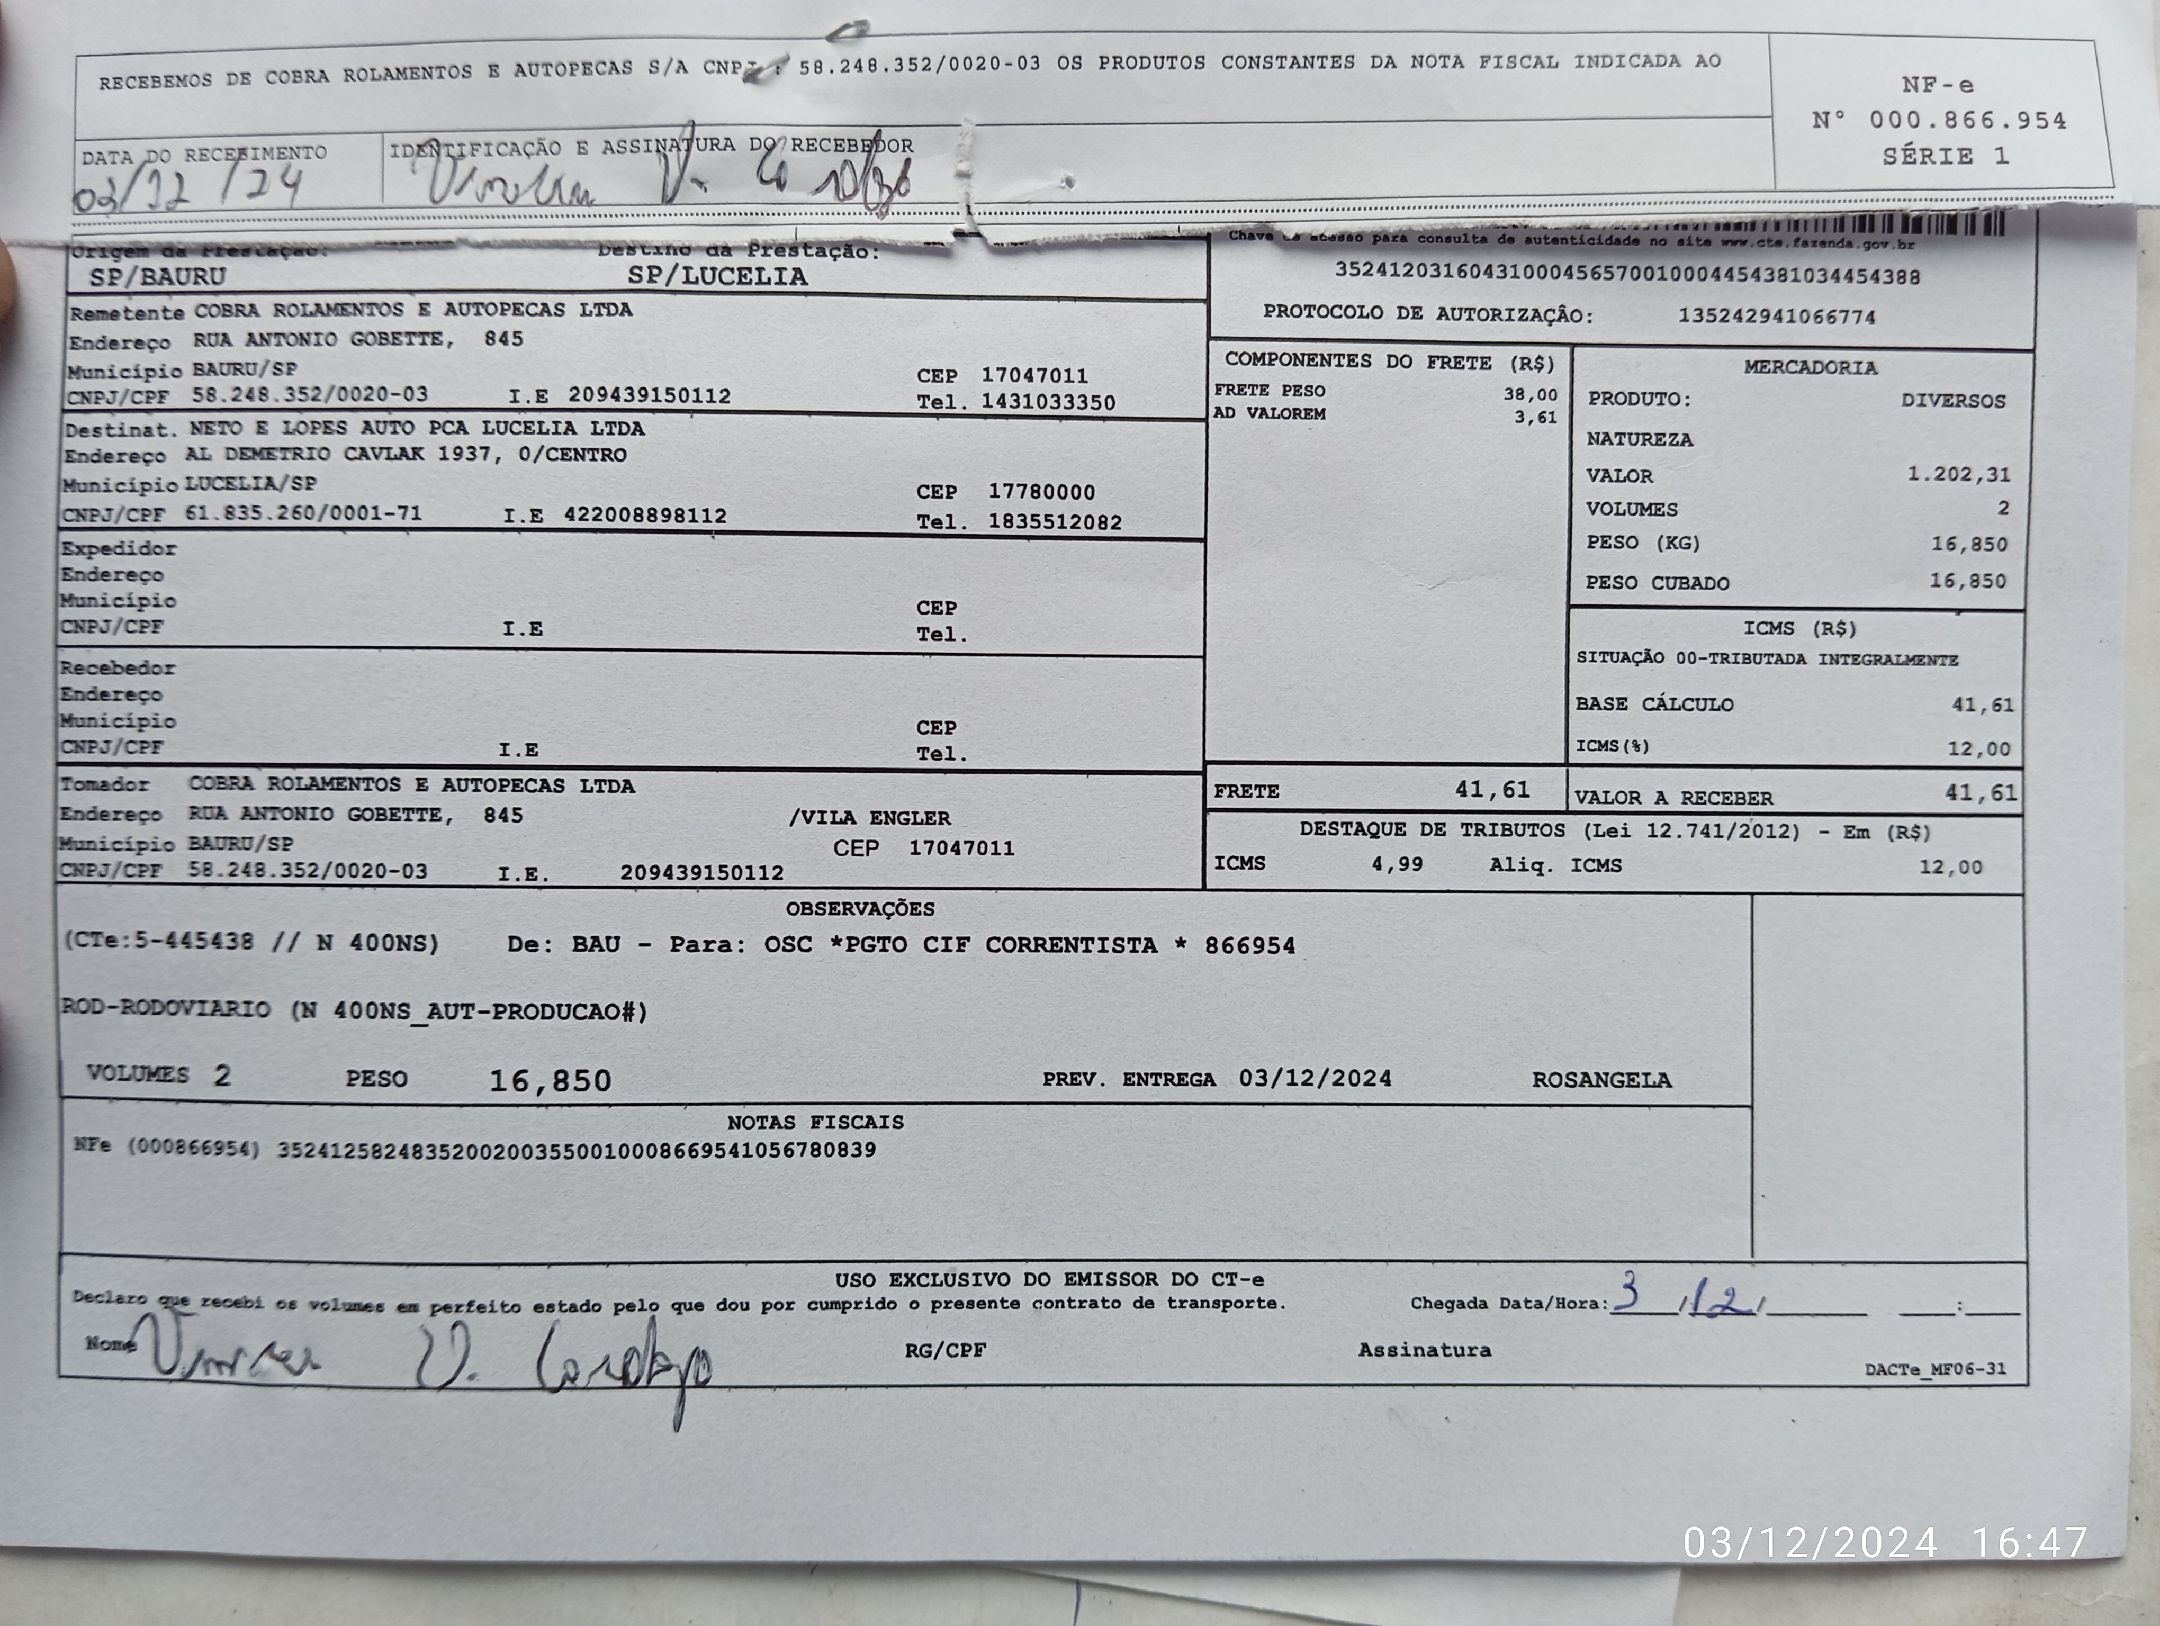 RECEBEMOS DE COBRA ROLAMENTOS E AUTOPECAS S/A CNPJ : 58.248.352/0020-03 OS PRODUTOS CONSTANTES DA NOTA FISCAL INDICADA AO
NF-e
Nº 000.866.954
SÉRIE 1
DATA DO RECEBIMENTO IDENTIFICAÇÃO E ASSINATURA DO RECEBEDOR
03/12/24 V.
Origem da Prestação: Destino da Prestação:
SP/BAURU SP/LUCELIA
Chave de acesso para consulta de autenticidade no site www.cte.fazenda.gov.br
35241203160431000456570010004454381034454388
PROTOCOLO DE AUTORIZAÇÃO: 135242941066774
Remetente COBRA ROLAMENTOS E AUTOPECAS LTDA
Endereço RUA ANTONIO GOBETTE, 845
Município BAURU/SP CEP 17047011
CNPJ/CPF 58.248.352/0020-03 I.E 209439150112 Tel. 1431033350
Destinat. NETO E LOPES AUTO PCA LUCELIA LTDA
Endereço AL DEMETRIO CAVLAK 1937, 0/CENTRO
Município LUCELIA/SP CEP 17780000
CNPJ/CPF 61.835.260/0001-71 I.E 422008898112 Tel. 1835512082
Expedidor
Endereço
Município CEP
CNPJ/CPF I.E Tel.
Recebedor
Endereço
Município CEP
CNPJ/CPF I.E Tel.
Tomador COBRA ROLAMENTOS E AUTOPECAS LTDA
Endereço RUA ANTONIO GOBETTE, 845 /VILA ENGLER
Município BAURU/SP CEP 17047011
CNPJ/CPF 58.248.352/0020-03 I.E. 209439150112
COMPONENTES DO FRETE (R$)
FRETE PESO 38,00
AD VALOREM 3,61
MERCADORIA
PRODUTO: DIVERSOS
NATUREZA
VALOR 1.202,31
VOLUMES 2
PESO (KG) 16,850
PESO CUBADO 16,850
ICMS (R$)
SITUAÇÃO 00-TRIBUTADA INTEGRALMENTE
BASE CÁLCULO 41,61
ICMS(%) 12,00
FRETE 41,61 VALOR A RECEBER 41,61
DESTAQUE DE TRIBUTOS (Lei 12.741/2012) - Em (R$)
ICMS 4,99 Aliq. ICMS 12,00
OBSERVAÇÕES
(CTe:5-445438 // N 400NS) De: BAU - Para: OSC *PGTO CIF CORRENTISTA * 866954
ROD-RODOVIARIO (N 400NS_AUT-PRODUCAO#)
VOLUMES 2 PESO 16,850 PREV. ENTREGA 03/12/2024 ROSANGELA
NOTAS FISCAIS
NFe (000866954) 35241258248352002003550010008669541056780839
USO EXCLUSIVO DO EMISSOR DO CT-e
Declaro que recebi os volumes em perfeito estado pelo que dou por cumprido o presente contrato de transporte. Chegada Data/Hora: 3 /12/ :
Nome V. RG/CPF Assinatura
DACTe_MF06-31
03/12/2024 16:47